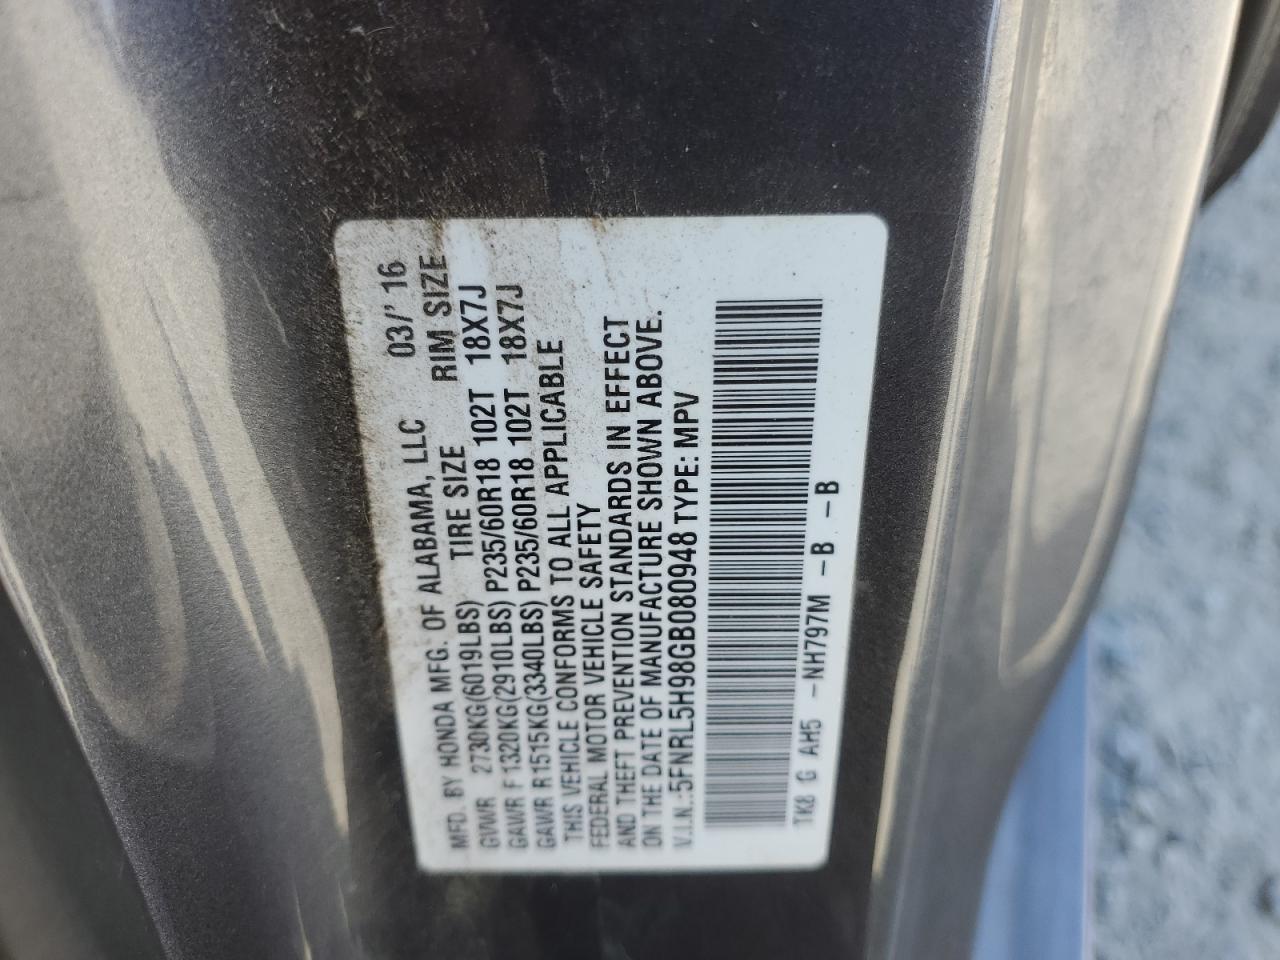 MFD. BY HONDA MFG. OF ALABAMA, LLC 03/'16
GVWR 2730KG(6019LBS) TIRE SIZE RIM SIZE
GAWR F 1320KG(2910LBS) P235/60R18 102T 18X7J
GAWR R 1515KG(3340LBS) P235/60R18 102T 18X7J
THIS VEHICLE CONFORMS TO ALL APPLICABLE
FEDERAL MOTOR VEHICLE SAFETY
AND THEFT PREVENTION STANDARDS IN EFFECT
ON THE DATE OF MANUFACTURE SHOWN ABOVE.
V.I.N.:5FNRL5H98GB080948 TYPE: MPV
TK8 G AH5 -NH797M -B -B